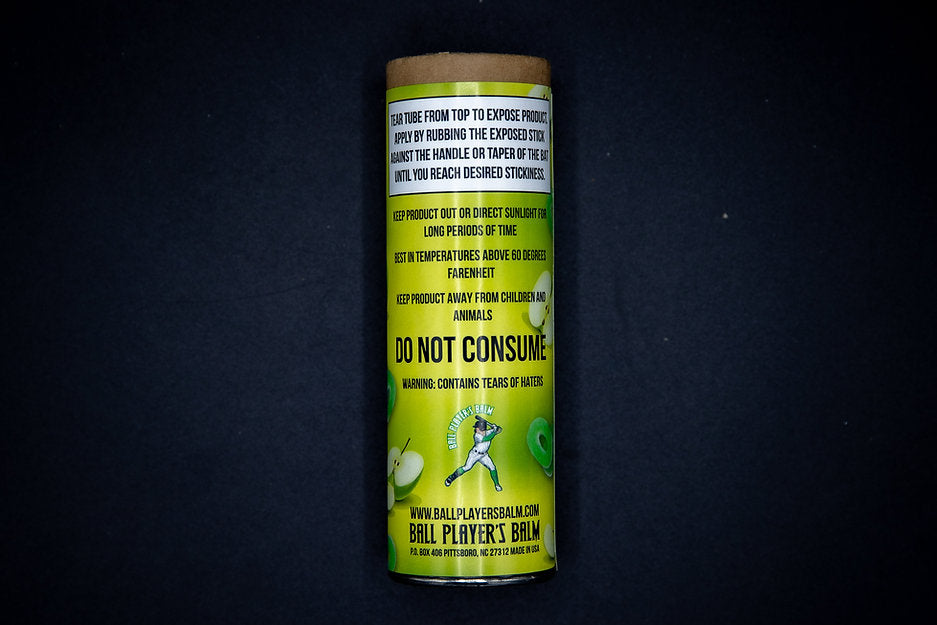 TEAR TUBE FROM TOP TO EXPOSE PRODUCT,
APPLY BY RUBBING THE EXPOSED STICK
AGAINST THE HANDLE OR TAPER OF THE BAT
UNTIL YOU REACH DESIRED STICKINESS.
KEEP PRODUCT OUT OR DIRECT SUNLIGHT FOR
LONG PERIODS OF TIME
BEST IN TEMPERATURES ABOVE 60 DEGREES
FARENHEIT
KEEP PRODUCT AWAY FROM CHILDREN AND
ANIMALS
DO NOT CONSUME
WARNING: CONTAINS TEARS OF HATERS
BALL PLAYER'S BALM
WWW.BALLPLAYERSBALM.COM
BALL PLAYER'S BALM
P.O. BOX 406 PITTSBORO, NC 27312 MADE IN USA